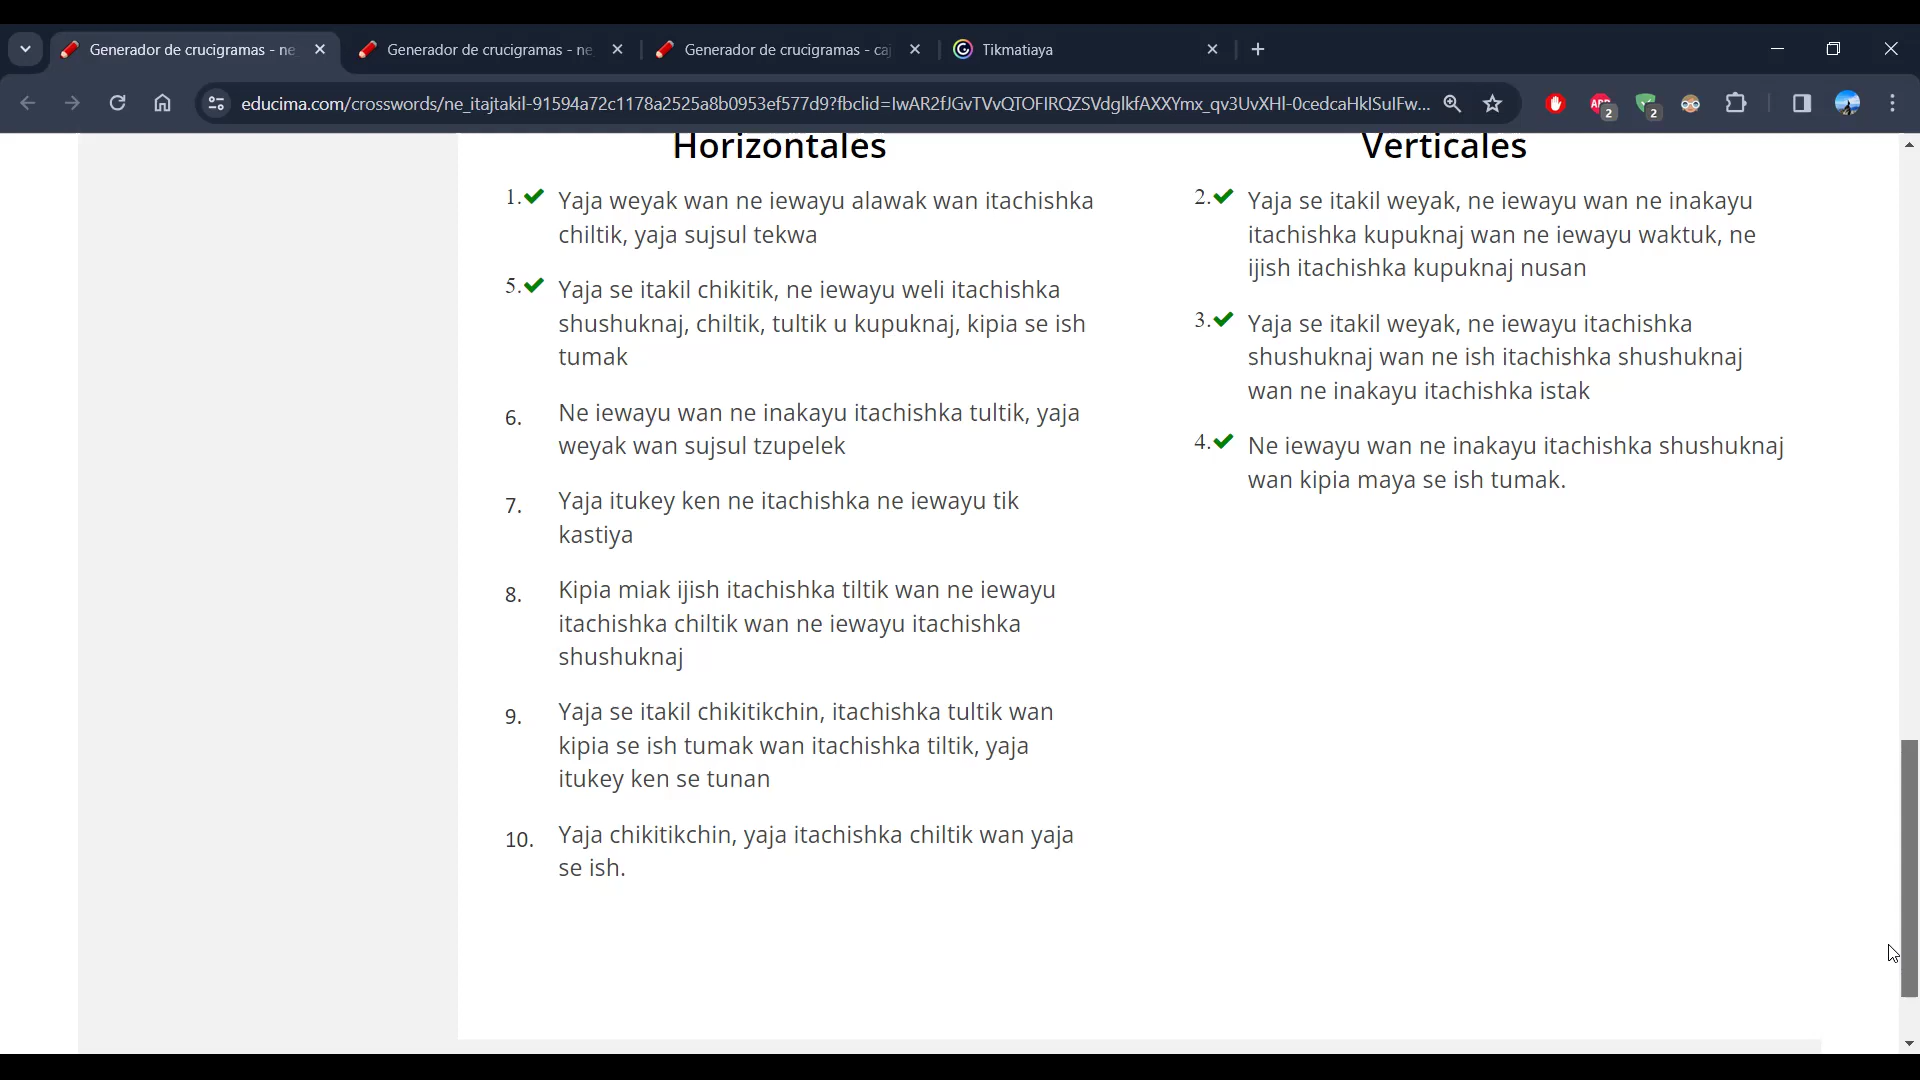 Generador de crucigramas - ne
Generador de crucigramas - ne
Generador de crucigramas - caj
Tikmatiaya
educima.com/crosswords/ne_itajtakil-91594a72c1178a2525a8b0953ef577d9?fbclid=IwAR2fJGvTVvQTOFIRQZSVdglkfAXXYmx_qv3UvXHl-0cedcaHkISuIFw...
ABP
2
2
Horizontales
1. Yaja weyak wan ne iewayu alawak wan itachishka
chiltik, yaja sujsul tekwa
5. Yaja se itakil chikitik, ne iewayu weli itachishka
shushuknaj, chiltik, tultik u kupuknaj, kipia se ish
tumak
6. Ne iewayu wan ne inakayu itachishka tultik, yaja
weyak wan sujsul tzupelek
7. Yaja itukey ken ne itachishka ne iewayu tik
kastiya
8. Kipia miak ijish itachishka tiltik wan ne iewayu
itachishka chiltik wan ne iewayu itachishka
shushuknaj
9. Yaja se itakil chikitikchin, itachishka tultik wan
kipia se ish tumak wan itachishka tiltik, yaja
itukey ken se tunan
10. Yaja chikitikchin, yaja itachishka chiltik wan yaja
se ish.
Verticales
2. Yaja se itakil weyak, ne iewayu wan ne inakayu
itachishka kupuknaj wan ne iewayu waktuk, ne
ijish itachishka kupuknaj nusan
3. Yaja se itakil weyak, ne iewayu itachishka
shushuknaj wan ne ish itachishka shushuknaj
wan ne inakayu itachishka istak
4. Ne iewayu wan ne inakayu itachishka shushuknaj
wan kipia maya se ish tumak.